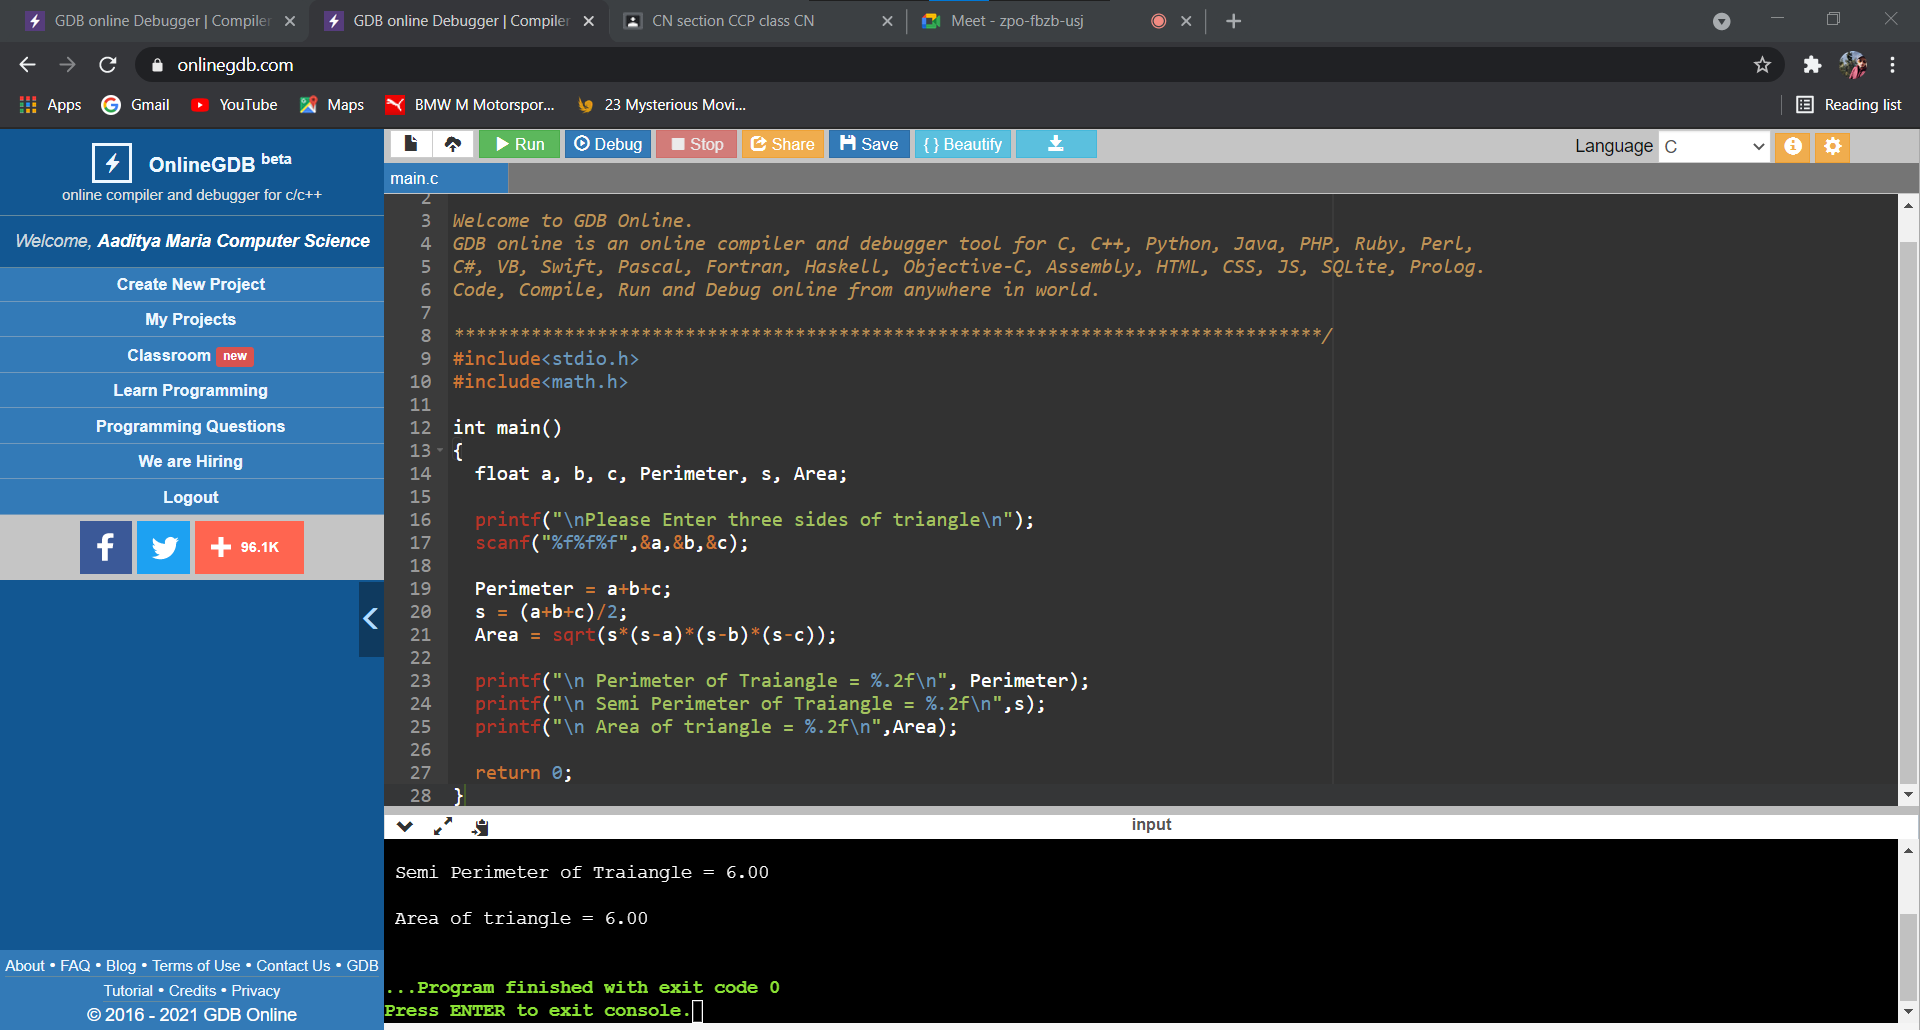 GDB online Debugger | Compiler
GDB online Debugger | Compiler
CN section CCP class CN
Meet - zpo-fbzb-usj
onlinegdb.com
Apps
Gmail
YouTube
Maps
BMW M Motorspor...
23 Mysterious Movi...
Reading list
OnlineGDB beta
online compiler and debugger for c/c++
Welcome, Aaditya Maria Computer Science
Create New Project
My Projects
Classroom new
Learn Programming
Programming Questions
We are Hiring
Logout
f
+ 96.1K
About • FAQ • Blog • Terms of Use • Contact Us • GDB
Tutorial • Credits • Privacy
© 2016 - 2021 GDB Online
Run
Debug
Stop
Share
Save
{ } Beautify
Language C
main.c
2
3 Welcome to GDB Online.
4 GDB online is an online compiler and debugger tool for C, C++, Python, Java, PHP, Ruby, Perl,
5 C#, VB, Swift, Pascal, Fortran, Haskell, Objective-C, Assembly, HTML, CSS, JS, SQLite, Prolog.
6 Code, Compile, Run and Debug online from anywhere in world.
7
8 *******************************************************************************/
9 #include<stdio.h>
10 #include<math.h>
11
12 int main()
13 {
14 float a, b, c, Perimeter, s, Area;
15
16 printf("\nPlease Enter three sides of triangle\n");
17 scanf("%f%f%f",&a,&b,&c);
18
19 Perimeter = a+b+c;
20 s = (a+b+c)/2;
21 Area = sqrt(s*(s-a)*(s-b)*(s-c));
22
23 printf("\n Perimeter of Traiangle = %.2f\n", Perimeter);
24 printf("\n Semi Perimeter of Traiangle = %.2f\n",s);
25 printf("\n Area of triangle = %.2f\n",Area);
26
27 return 0;
28 }
input
Semi Perimeter of Traiangle = 6.00
Area of triangle = 6.00
...Program finished with exit code 0
Press ENTER to exit console.